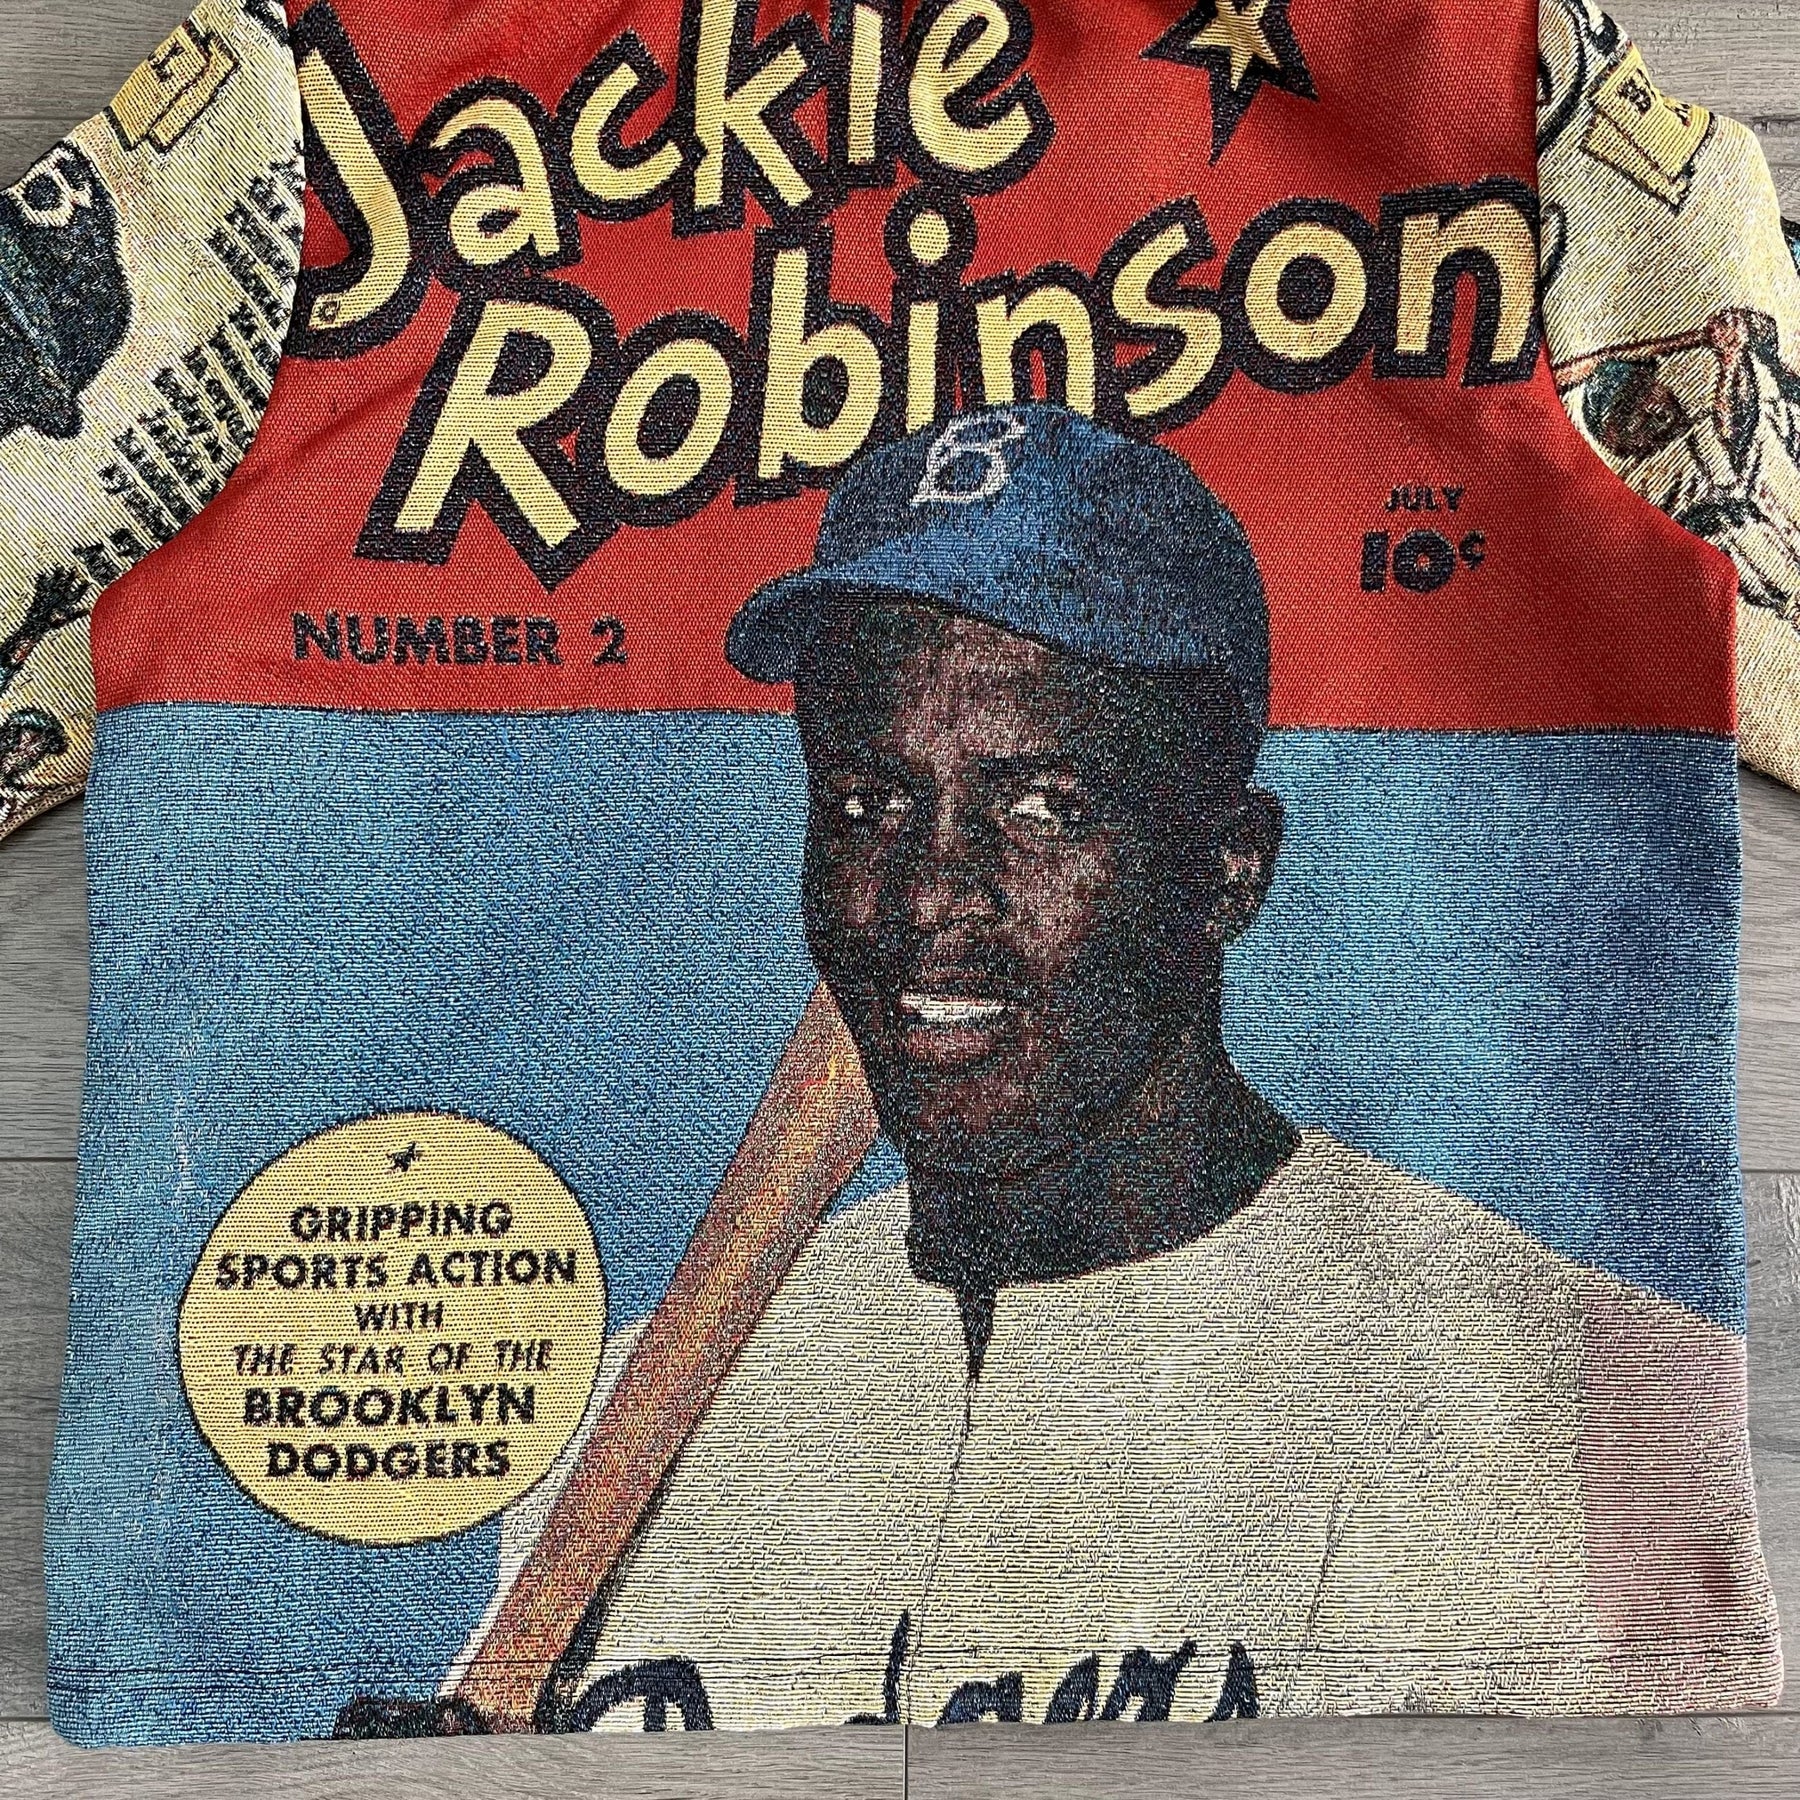 Jackie
Robinson
B
JULY
10¢
NUMBER 2
GRIPPING
SPORTS ACTION
WITH
THE STAR OF THE
BROOKLYN
DODGERS